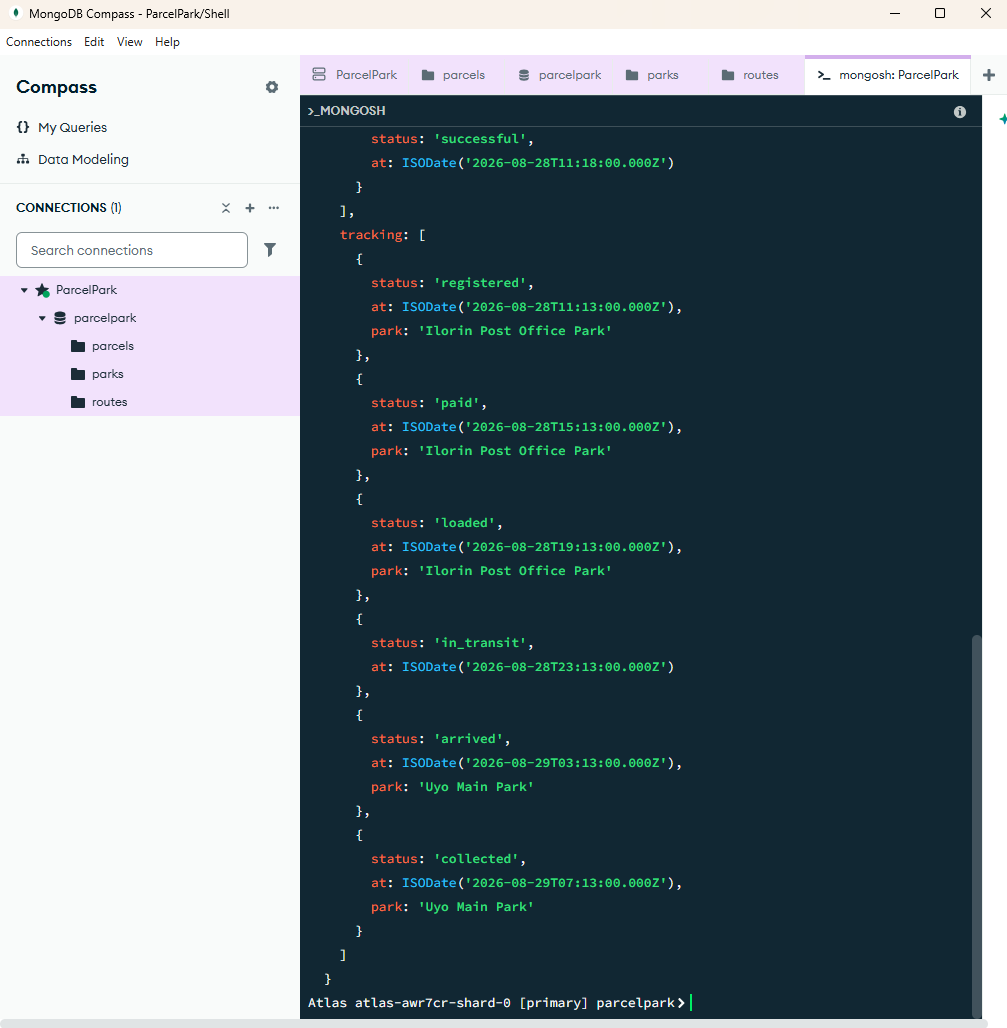 MongoDB Compass - ParcelPark/Shell
Connections Edit View Help
Compass
My Queries
Data Modeling
CONNECTIONS (1)
Search connections
ParcelPark
parcelpark
parcels
parks
routes
ParcelPark parcels parcelpark parks routes >_ mongosh: ParcelPark
>_MONGOSH
status: 'successful',
at: ISODate('2026-08-28T11:18:00.000Z')
}
],
tracking: [
{
status: 'registered',
at: ISODate('2026-08-28T11:13:00.000Z'),
park: 'Ilorin Post Office Park'
},
{
status: 'paid',
at: ISODate('2026-08-28T15:13:00.000Z'),
park: 'Ilorin Post Office Park'
},
{
status: 'loaded',
at: ISODate('2026-08-28T19:13:00.000Z'),
park: 'Ilorin Post Office Park'
},
{
status: 'in_transit',
at: ISODate('2026-08-28T23:13:00.000Z')
},
{
status: 'arrived',
at: ISODate('2026-08-29T03:13:00.000Z'),
park: 'Uyo Main Park'
},
{
status: 'collected',
at: ISODate('2026-08-29T07:13:00.000Z'),
park: 'Uyo Main Park'
}
]
}
Atlas atlas-awr7cr-shard-0 [primary] parcelpark>